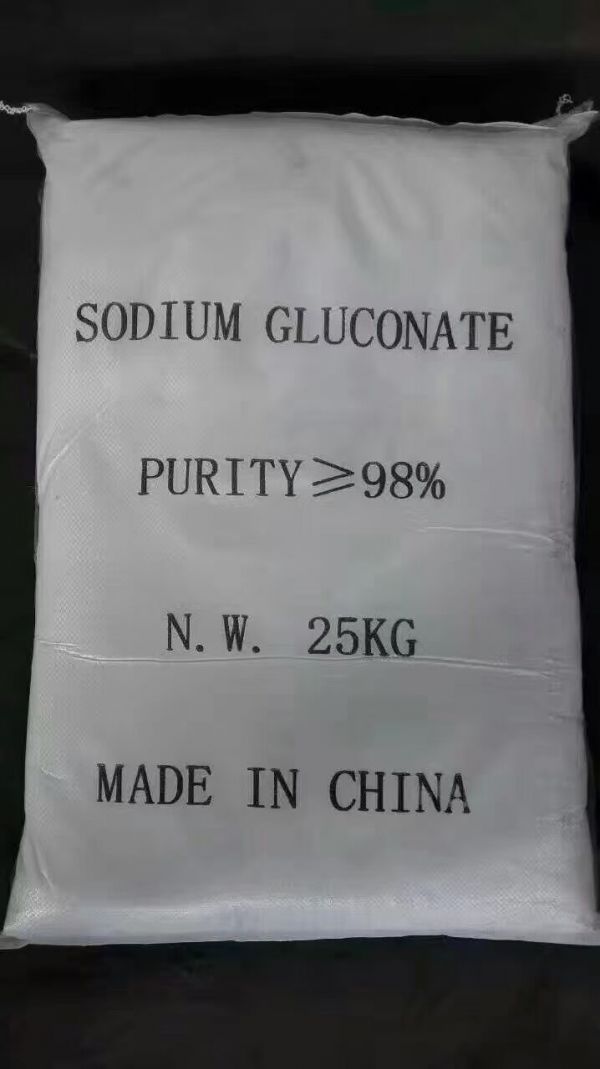 SODIUM GLUCONATE
PURITY≥98%
N.W. 25KG
MADE IN CHINA